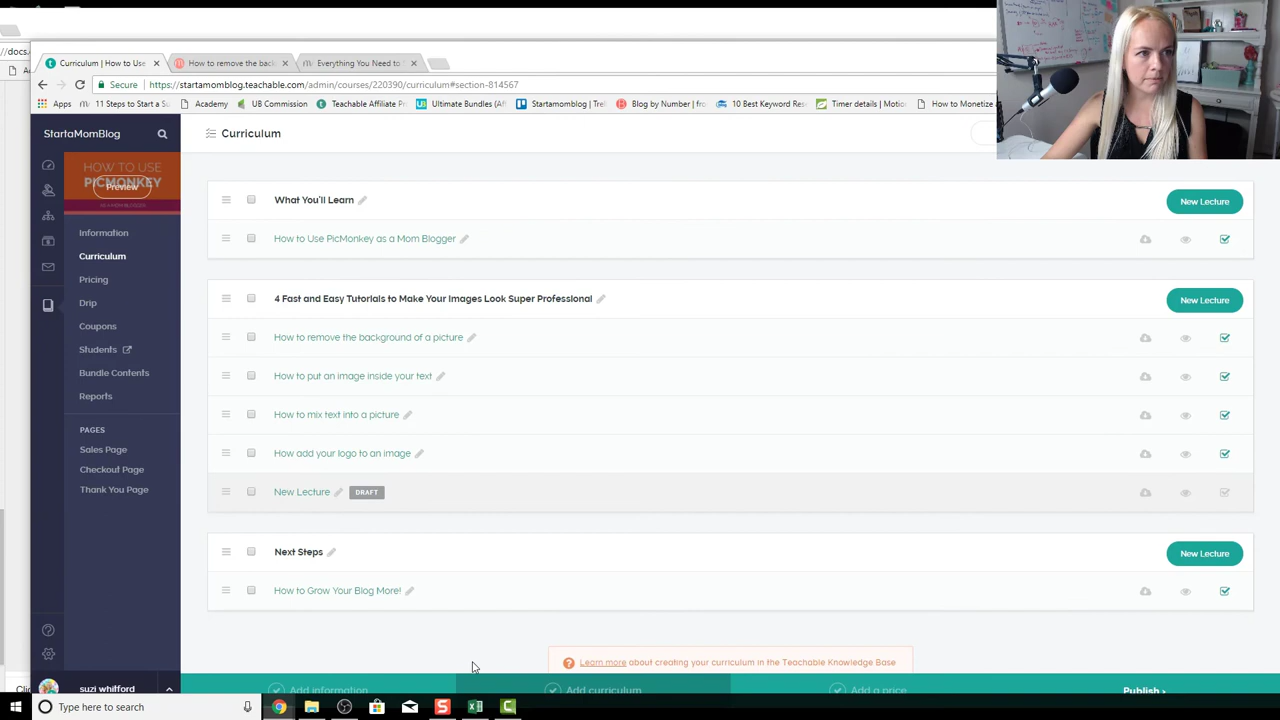 /docs.
Curriculum | How to Use
How to remove the back
Everything You Need to
Secure
https://startamomblog.teachable.com/admin/courses/220390/curriculum#section-814567
Apps
11 Steps to Start a S
Academy
UB Commission
Teachable Affiliate P
Ultimate Bundles (Aff
Startamomblog | Trel
Blog by Number | fro
10 Best Keyword Rese
Timer details | Motio
How to Monetize
StartaMomBlog
Curriculum
HOW TO USE
PICMONKEY
Preview
Information
Curriculum
Pricing
Drip
Coupons
Students
Bundle Contents
Reports
PAGES
Sales Page
Checkout Page
Thank You Page
suzi whitford
What You'll Learn
New Lecture
How to Use PicMonkey as a Mom Blogger
4 Fast and Easy Tutorials to Make Your Images Look Super Professional
New Lecture
How to remove the background of a picture
How to put an image inside your text
How to mix text into a picture
How add your logo to an image
New Lecture DRAFT
Next Steps
New Lecture
How to Grow Your Blog More!
Learn more about creating your curriculum in the Teachable Knowledge Base
Add information
Add curriculum
Add a price
Publish >
Type here to search